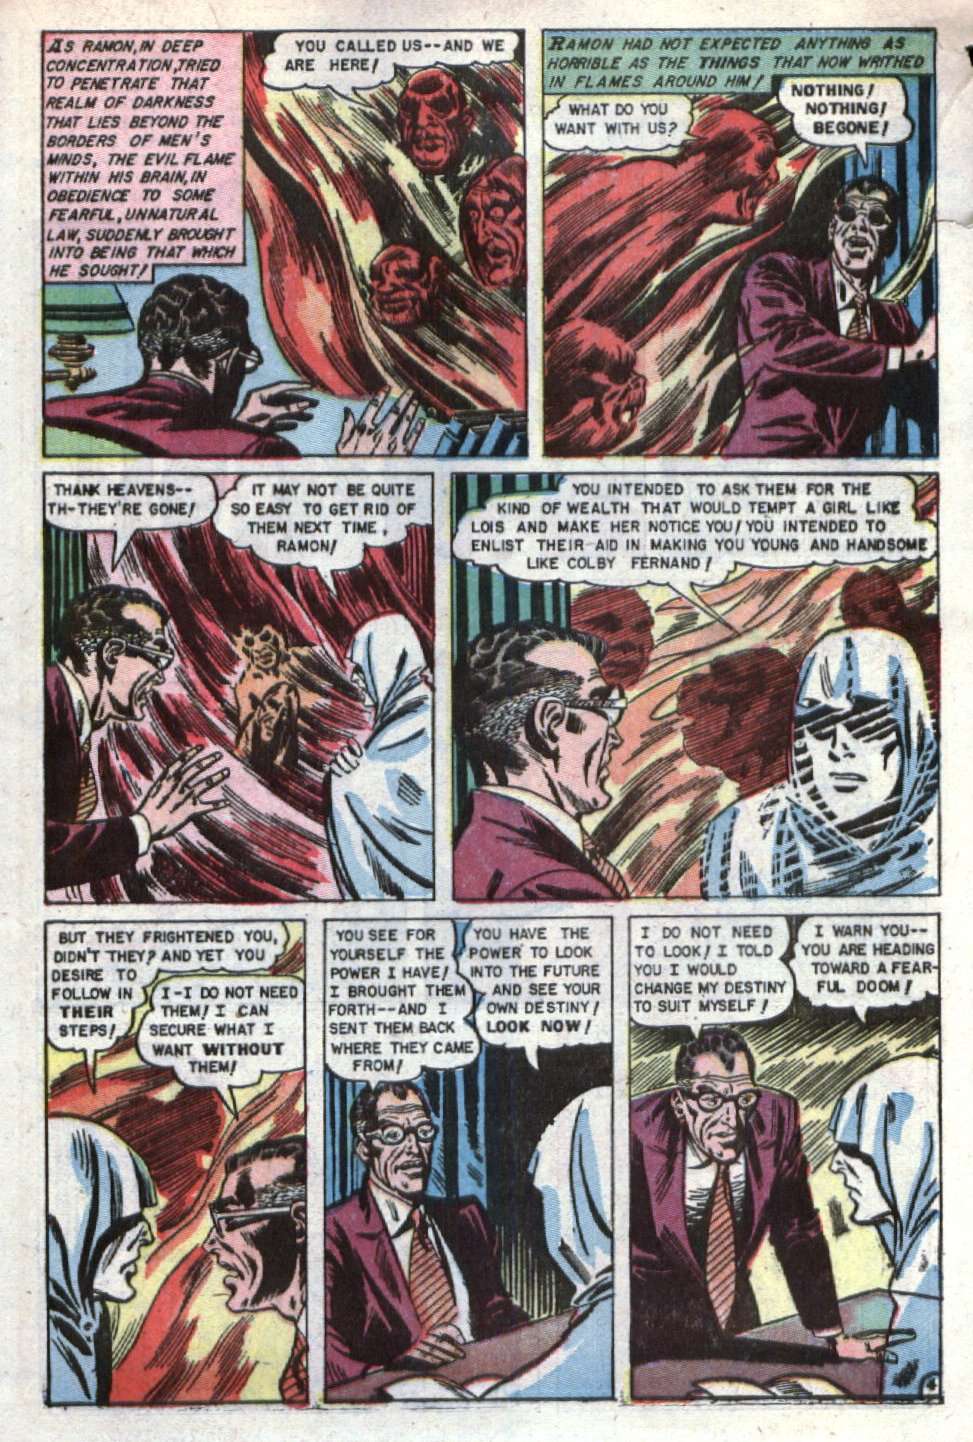 AS RAMON, IN DEEP
CONCENTRATION, TRIED
TO PENETRATE THAT
REALM OF DARKNESS
THAT LIES BEYOND THE
BORDERS OF MEN'S
MINDS, THE EVIL FLAME
WITHIN HIS BRAIN, IN
OBEDIENCE TO SOME
FEARFUL, UNNATURAL
LAW, SUDDENLY BROUGHT
INTO BEING THAT WHICH
HE SOUGHT!
YOU CALLED US--AND WE
ARE HERE!
RAMON HAD NOT EXPECTED ANYTHING AS
HORRIBLE AS THE THINGS THAT NOW WRITHED
IN FLAMES AROUND HIM!
WHAT DO YOU
WANT WITH US?
NOTHING!
NOTHING!
BEGONE!
THANK HEAVENS--
TH-THEY'RE GONE!
IT MAY NOT BE QUITE
SO EASY TO GET RID OF
THEM NEXT TIME,
RAMON!
YOU INTENDED TO ASK THEM FOR THE
KIND OF WEALTH THAT WOULD TEMPT A GIRL LIKE
LOIS AND MAKE HER NOTICE YOU! YOU INTENDED TO
ENLIST THEIR AID IN MAKING YOU YOUNG AND HANDSOME
LIKE COLBY FERNAND!
BUT THEY FRIGHTENED YOU,
DIDN'T THEY? AND YET YOU
DESIRE TO
FOLLOW IN
THEIR
STEPS!
I-I DO NOT NEED
THEM! I CAN
SECURE WHAT I
WANT WITHOUT
THEM!
YOU SEE FOR
YOURSELF THE
POWER I HAVE!
I BROUGHT THEM
FORTH--AND I
SENT THEM BACK
WHERE THEY CAME
FROM!
YOU HAVE THE
POWER TO LOOK
INTO THE FUTURE
AND SEE YOUR
OWN DESTINY!
LOOK NOW!
I DO NOT NEED
TO LOOK! I TOLD
YOU I WOULD
CHANGE MY DESTINY
TO SUIT MYSELF!
I WARN YOU--
YOU ARE HEADING
TOWARD A FEAR-
FUL DOOM!
4